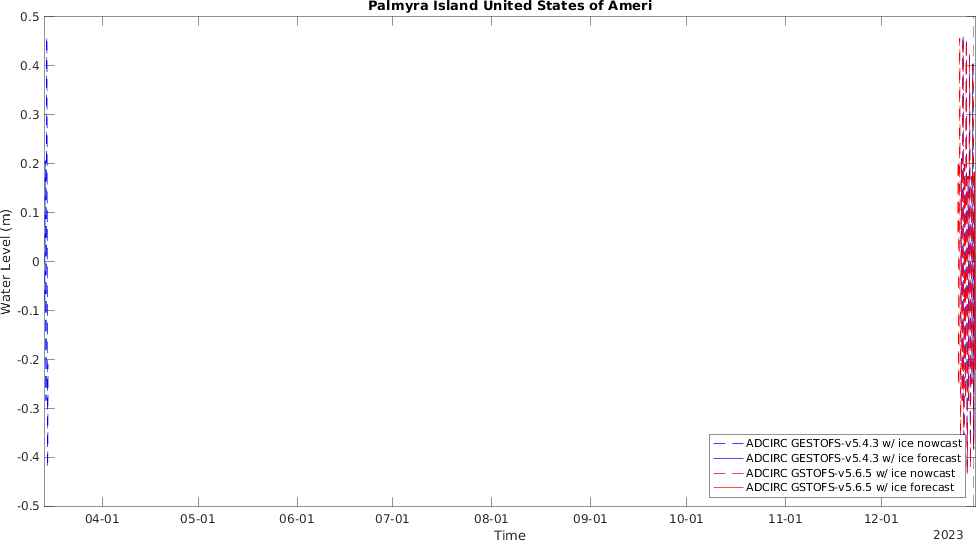 Palmyra Island United States of Ameri
0.5
0.4
0.3
0.2
0.1
0
-0.1
-0.2
-0.3
-0.4
-0.5
Water Level (m)
ADCIRC GESTOFS-v5.4.3 w/ ice nowcast
ADCIRC GESTOFS-v5.4.3 w/ ice forecast
ADCIRC GSTOFS-v5.6.5 w/ ice nowcast
ADCIRC GSTOFS-v5.6.5 w/ ice forecast
04-01 05-01 06-01 07-01 08-01 09-01 10-01 11-01 12-01
Time
2023